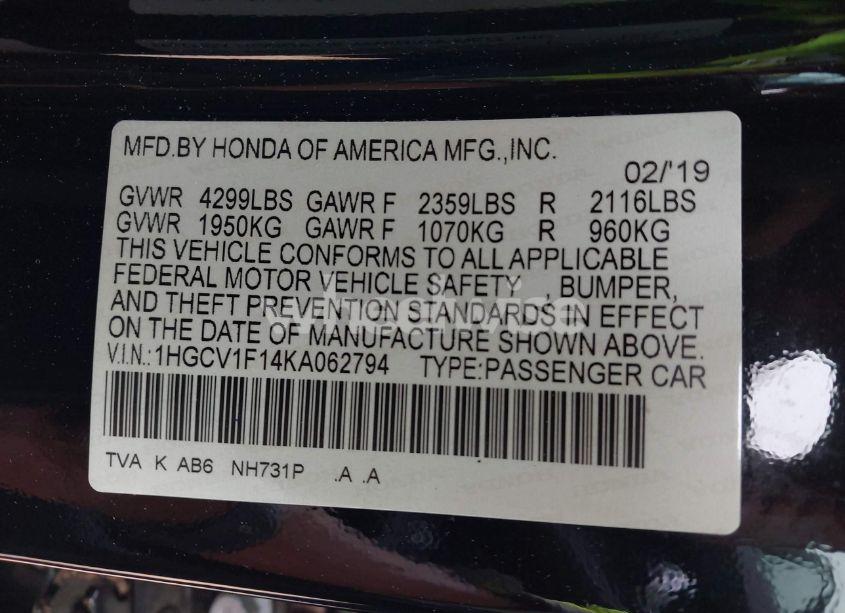 MFD.BY HONDA OF AMERICA MFG.,INC.
02/'19
GVWR 4299LBS GAWR F 2359LBS R 2116LBS
GVWR 1950KG GAWR F 1070KG R 960KG
THIS VEHICLE CONFORMS TO ALL APPLICABLE
FEDERAL MOTOR VEHICLE SAFETY , BUMPER,
AND THEFT PREVENTION STANDARDS IN EFFECT
ON THE DATE OF MANUFACTURE SHOWN ABOVE.
V.I.N.:1HGCV1F14KA062794 TYPE:PASSENGER CAR
TVA K AB6 NH731P .A .A